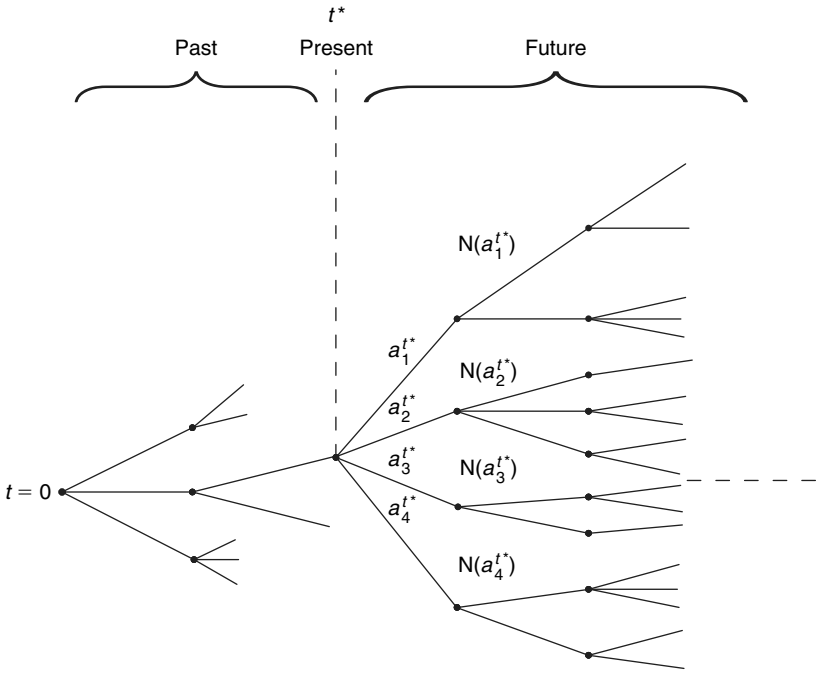 t*
Past Present Future
N(a₁ᵗ*)
a₁ᵗ*
N(a₂ᵗ*)
a₂ᵗ*
a₃ᵗ* N(a₃ᵗ*)
t = 0
a₄ᵗ*
N(a₄ᵗ*)